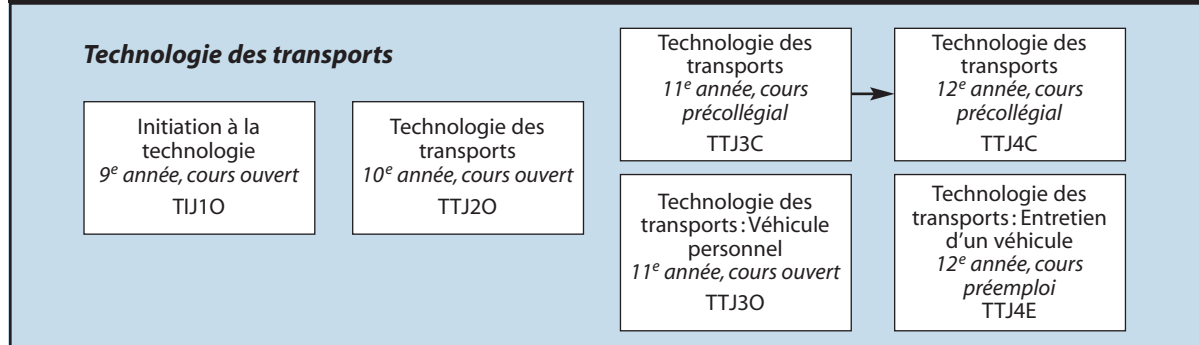 Technologie des transports
Initiation à la
technologie
9e année, cours ouvert
TIJ1O
Technologie des
transports
10e année, cours ouvert
TTJ2O
Technologie des
transports
11e année, cours
précollégial
TTJ3C
Technologie des
transports
12e année, cours
précollégial
TTJ4C
Technologie des
transports : Véhicule
personnel
11e année, cours ouvert
TTJ3O
Technologie des
transports : Entretien
d'un véhicule
12e année, cours
préemploi
TTJ4E